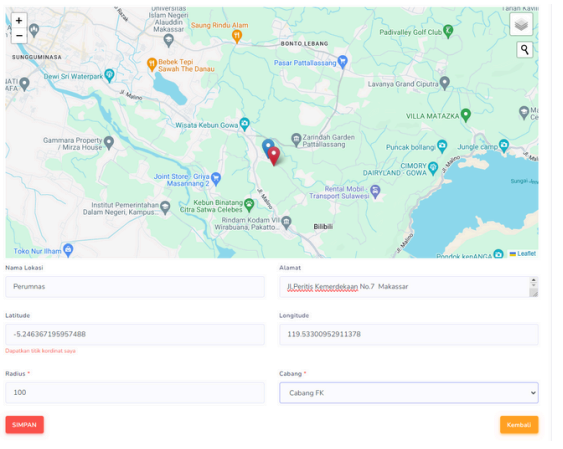 +
−
Universitas
Islam Negeri
Alauddin
Makassar
Saung Rindu Alam
Padivalley Golf Club
Taman Kavling
SUNGGUMINASA
BONTO LEBANG
Bebek Tepi
Sawah The Danau
Pasar Pattallassang
Dewi Sri Waterpark
Lavanya Grand Ciputra
Jl. Malino
VILLA MATAZKA
Wisata Kebun Gowa
Gammara Property
/ Mirza House
Zarindah Garden
Pattallassang
Puncak bollangi
Jungle camp
CIMORY
DAIRYLAND - GOWA
Joint Store - Griya
Masannang 2
Rental Mobil
Transport Sulawesi
Institut Pemerintahan
Dalam Negeri, Kampus...
Kebun Binatang
Citra Satwa Celebes
Jl. Malino
Rindam Kodam VII
Wirabuana, Pakatto...
Bilibili
Toko Nur Ilham
Pondok kenANGA
Leaflet
Nama Lokasi
Alamat
Perumnas
Jl.Peritis Kemerdekaan No.7 Makassar
Latitude
Longitude
-5.246367195957488
119.53300952911378
Dapatkan titik kordinat saya
Radius *
Cabang *
100
Cabang FK
SIMPAN
Kembali